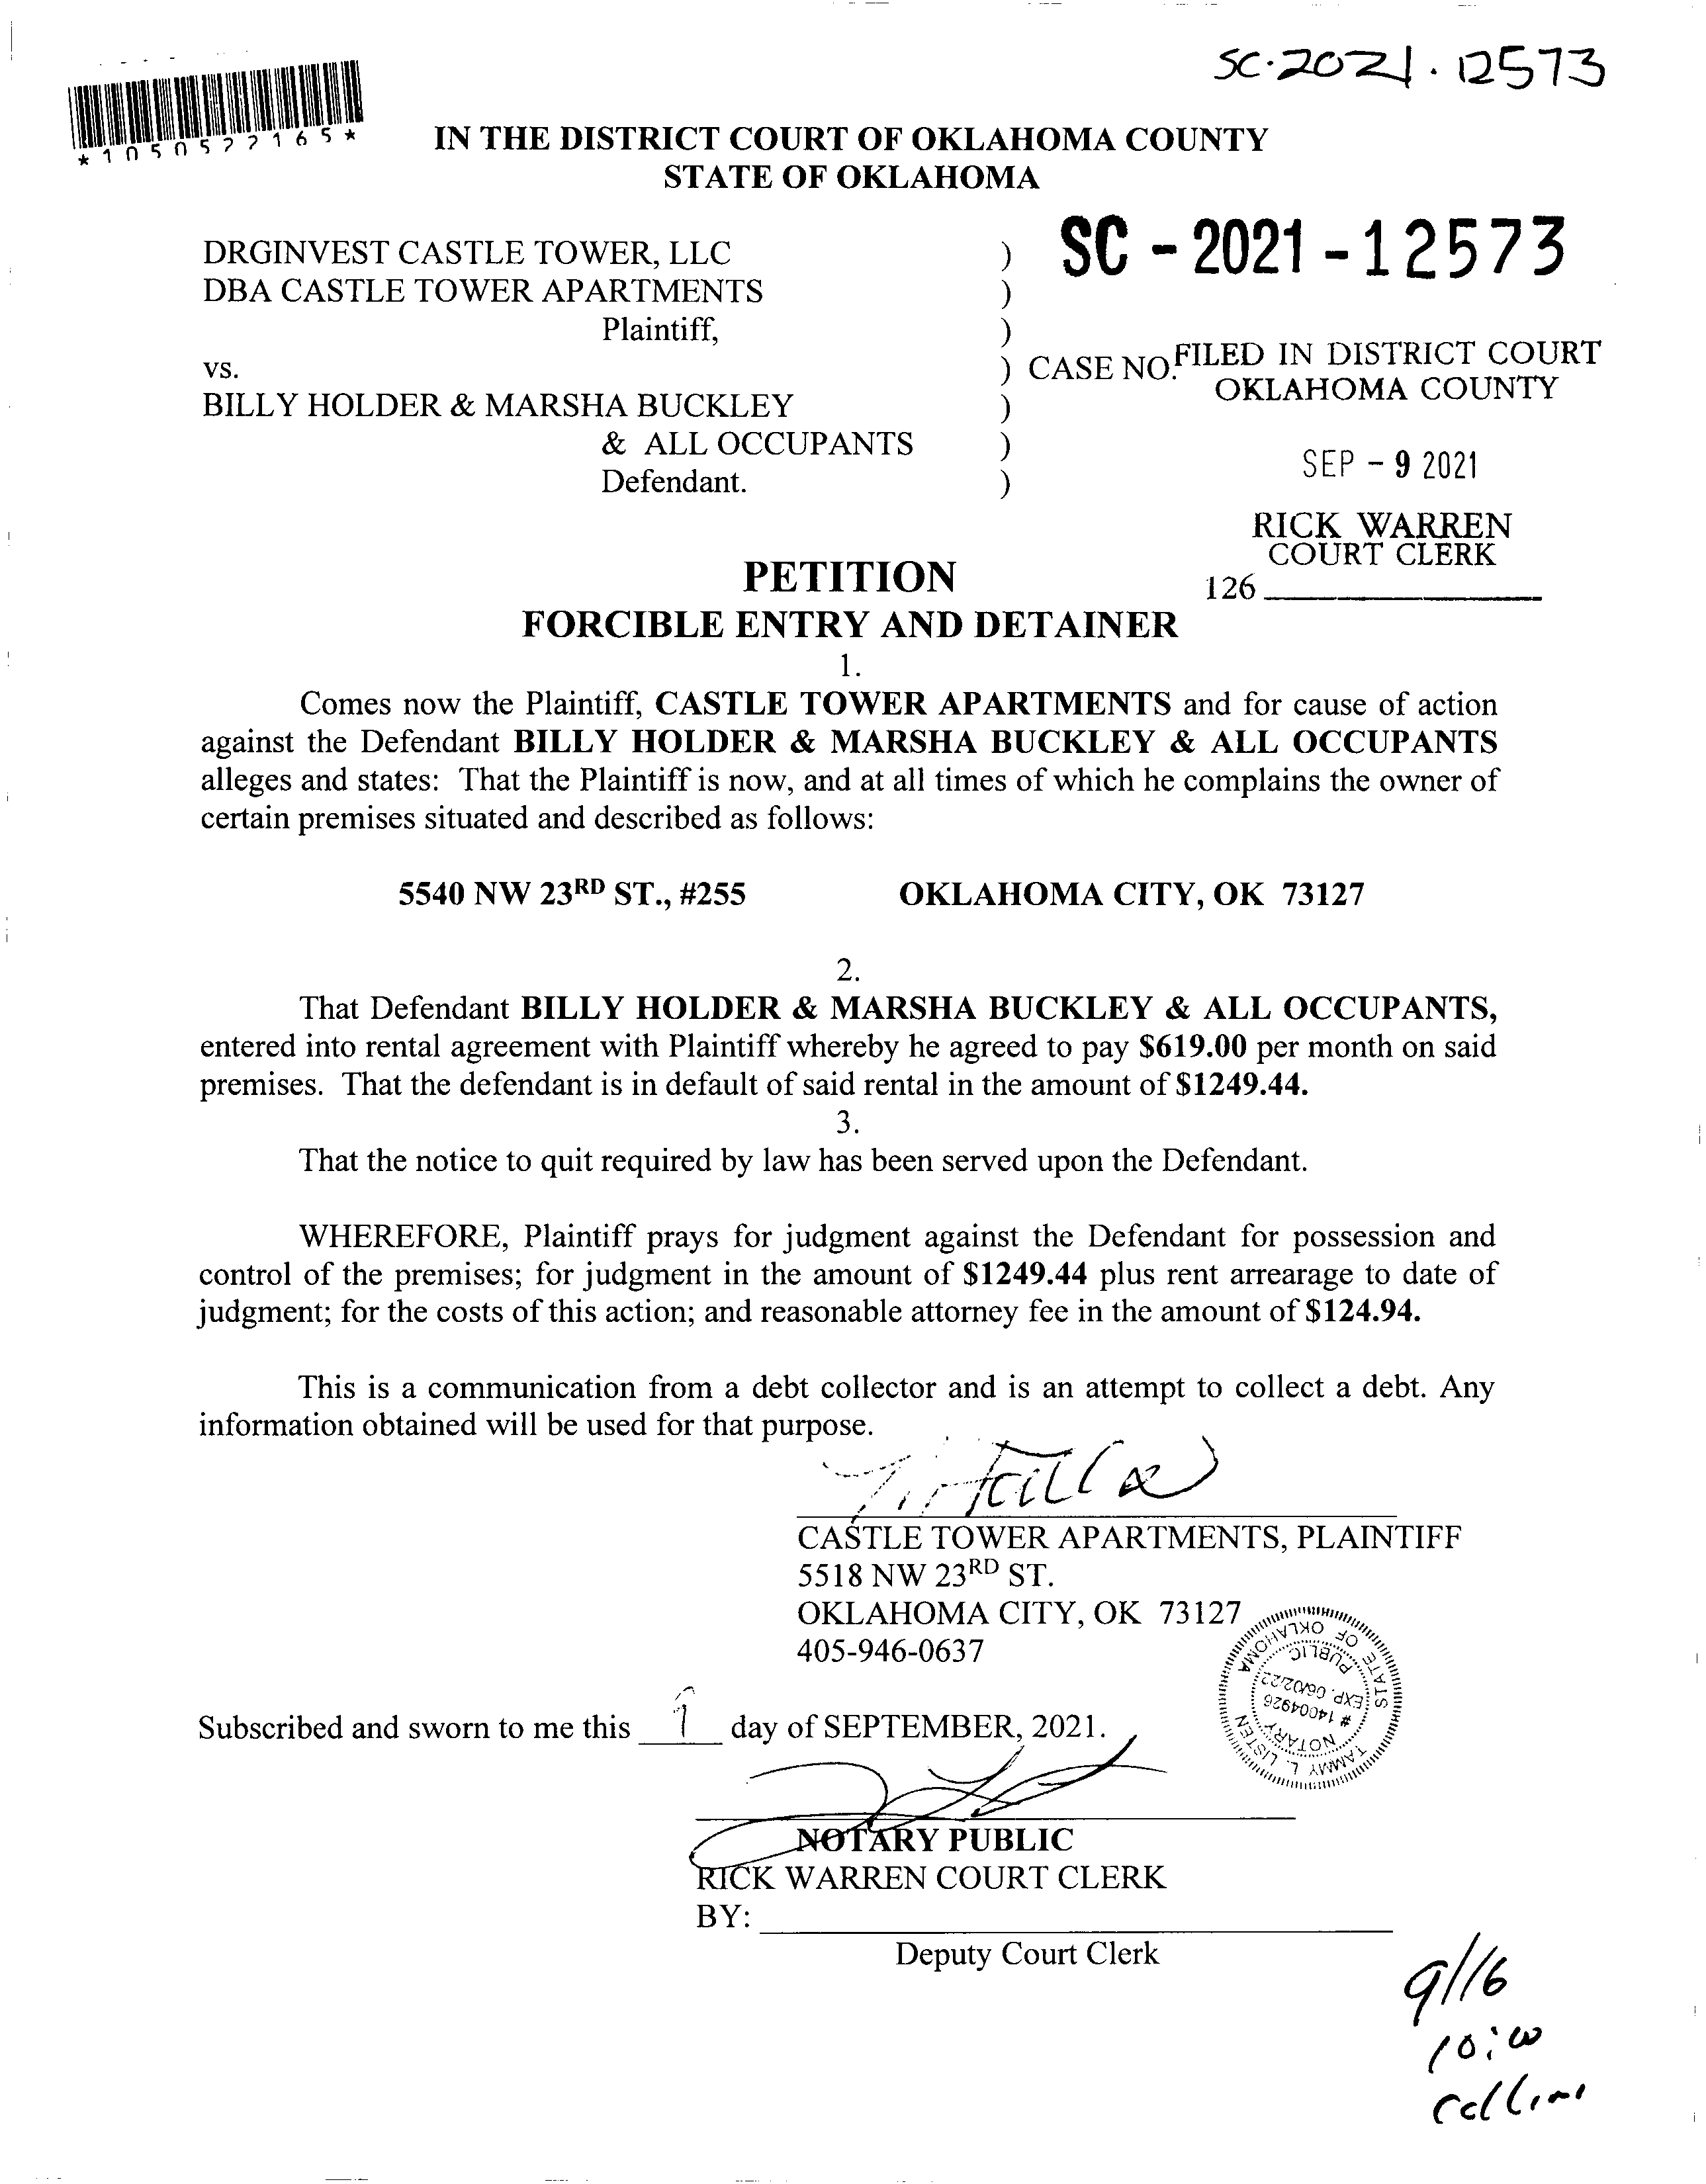 SC-2021-12573
*1050577165*
IN THE DISTRICT COURT OF OKLAHOMA COUNTY
STATE OF OKLAHOMA
SC - 2021 - 12573
DRGINVEST CASTLE TOWER, LLC )
DBA CASTLE TOWER APARTMENTS )
Plaintiff, )
vs. ) CASE NO.
FILED IN DISTRICT COURT
OKLAHOMA COUNTY
BILLY HOLDER & MARSHA BUCKLEY )
& ALL OCCUPANTS )
Defendant. )
SEP - 9 2021
RICK WARREN
COURT CLERK
126
PETITION
FORCIBLE ENTRY AND DETAINER
1.
Comes now the Plaintiff, CASTLE TOWER APARTMENTS and for cause of action
against the Defendant BILLY HOLDER & MARSHA BUCKLEY & ALL OCCUPANTS
alleges and states: That the Plaintiff is now, and at all times of which he complains the owner of
certain premises situated and described as follows:
5540 NW 23RD ST., #255 OKLAHOMA CITY, OK 73127
2.
That Defendant BILLY HOLDER & MARSHA BUCKLEY & ALL OCCUPANTS,
entered into rental agreement with Plaintiff whereby he agreed to pay $619.00 per month on said
premises. That the defendant is in default of said rental in the amount of $1249.44.
3.
That the notice to quit required by law has been served upon the Defendant.
WHEREFORE, Plaintiff prays for judgment against the Defendant for possession and
control of the premises; for judgment in the amount of $1249.44 plus rent arrearage to date of
judgment; for the costs of this action; and reasonable attorney fee in the amount of $124.94.
This is a communication from a debt collector and is an attempt to collect a debt. Any
information obtained will be used for that purpose.
CASTLE TOWER APARTMENTS, PLAINTIFF
5518 NW 23RD ST.
OKLAHOMA CITY, OK 73127
405-946-0637
TAMMY L. LISTEN
NOTARY
# 14004926
EXP. 06/02/22
PUBLIC
STATE OF OKLAHOMA
Subscribed and sworn to me this day of SEPTEMBER, 2021.
NOTARY PUBLIC
RICK WARREN COURT CLERK
BY:
Deputy Court Clerk
9/16
10:00